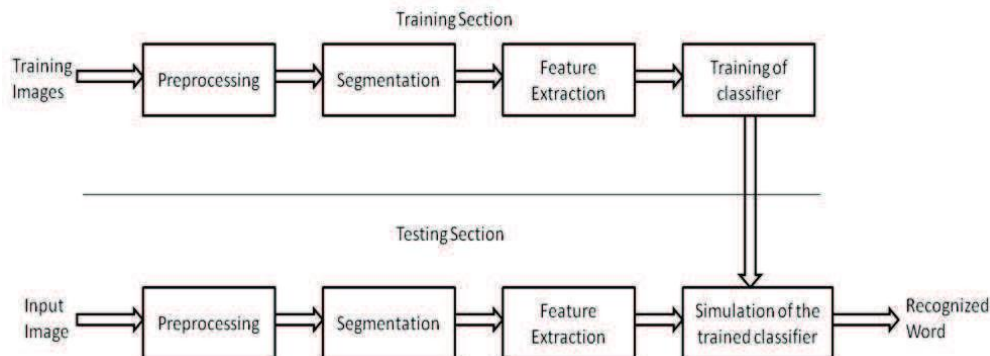 Training Section
Training
Images
Preprocessing
Segmentation
Feature
Extraction
Training of
classifier
Testing Section
Input
Image
Preprocessing
Segmentation
Feature
Extraction
Simulation of the
trained classifier
Recognized
Word